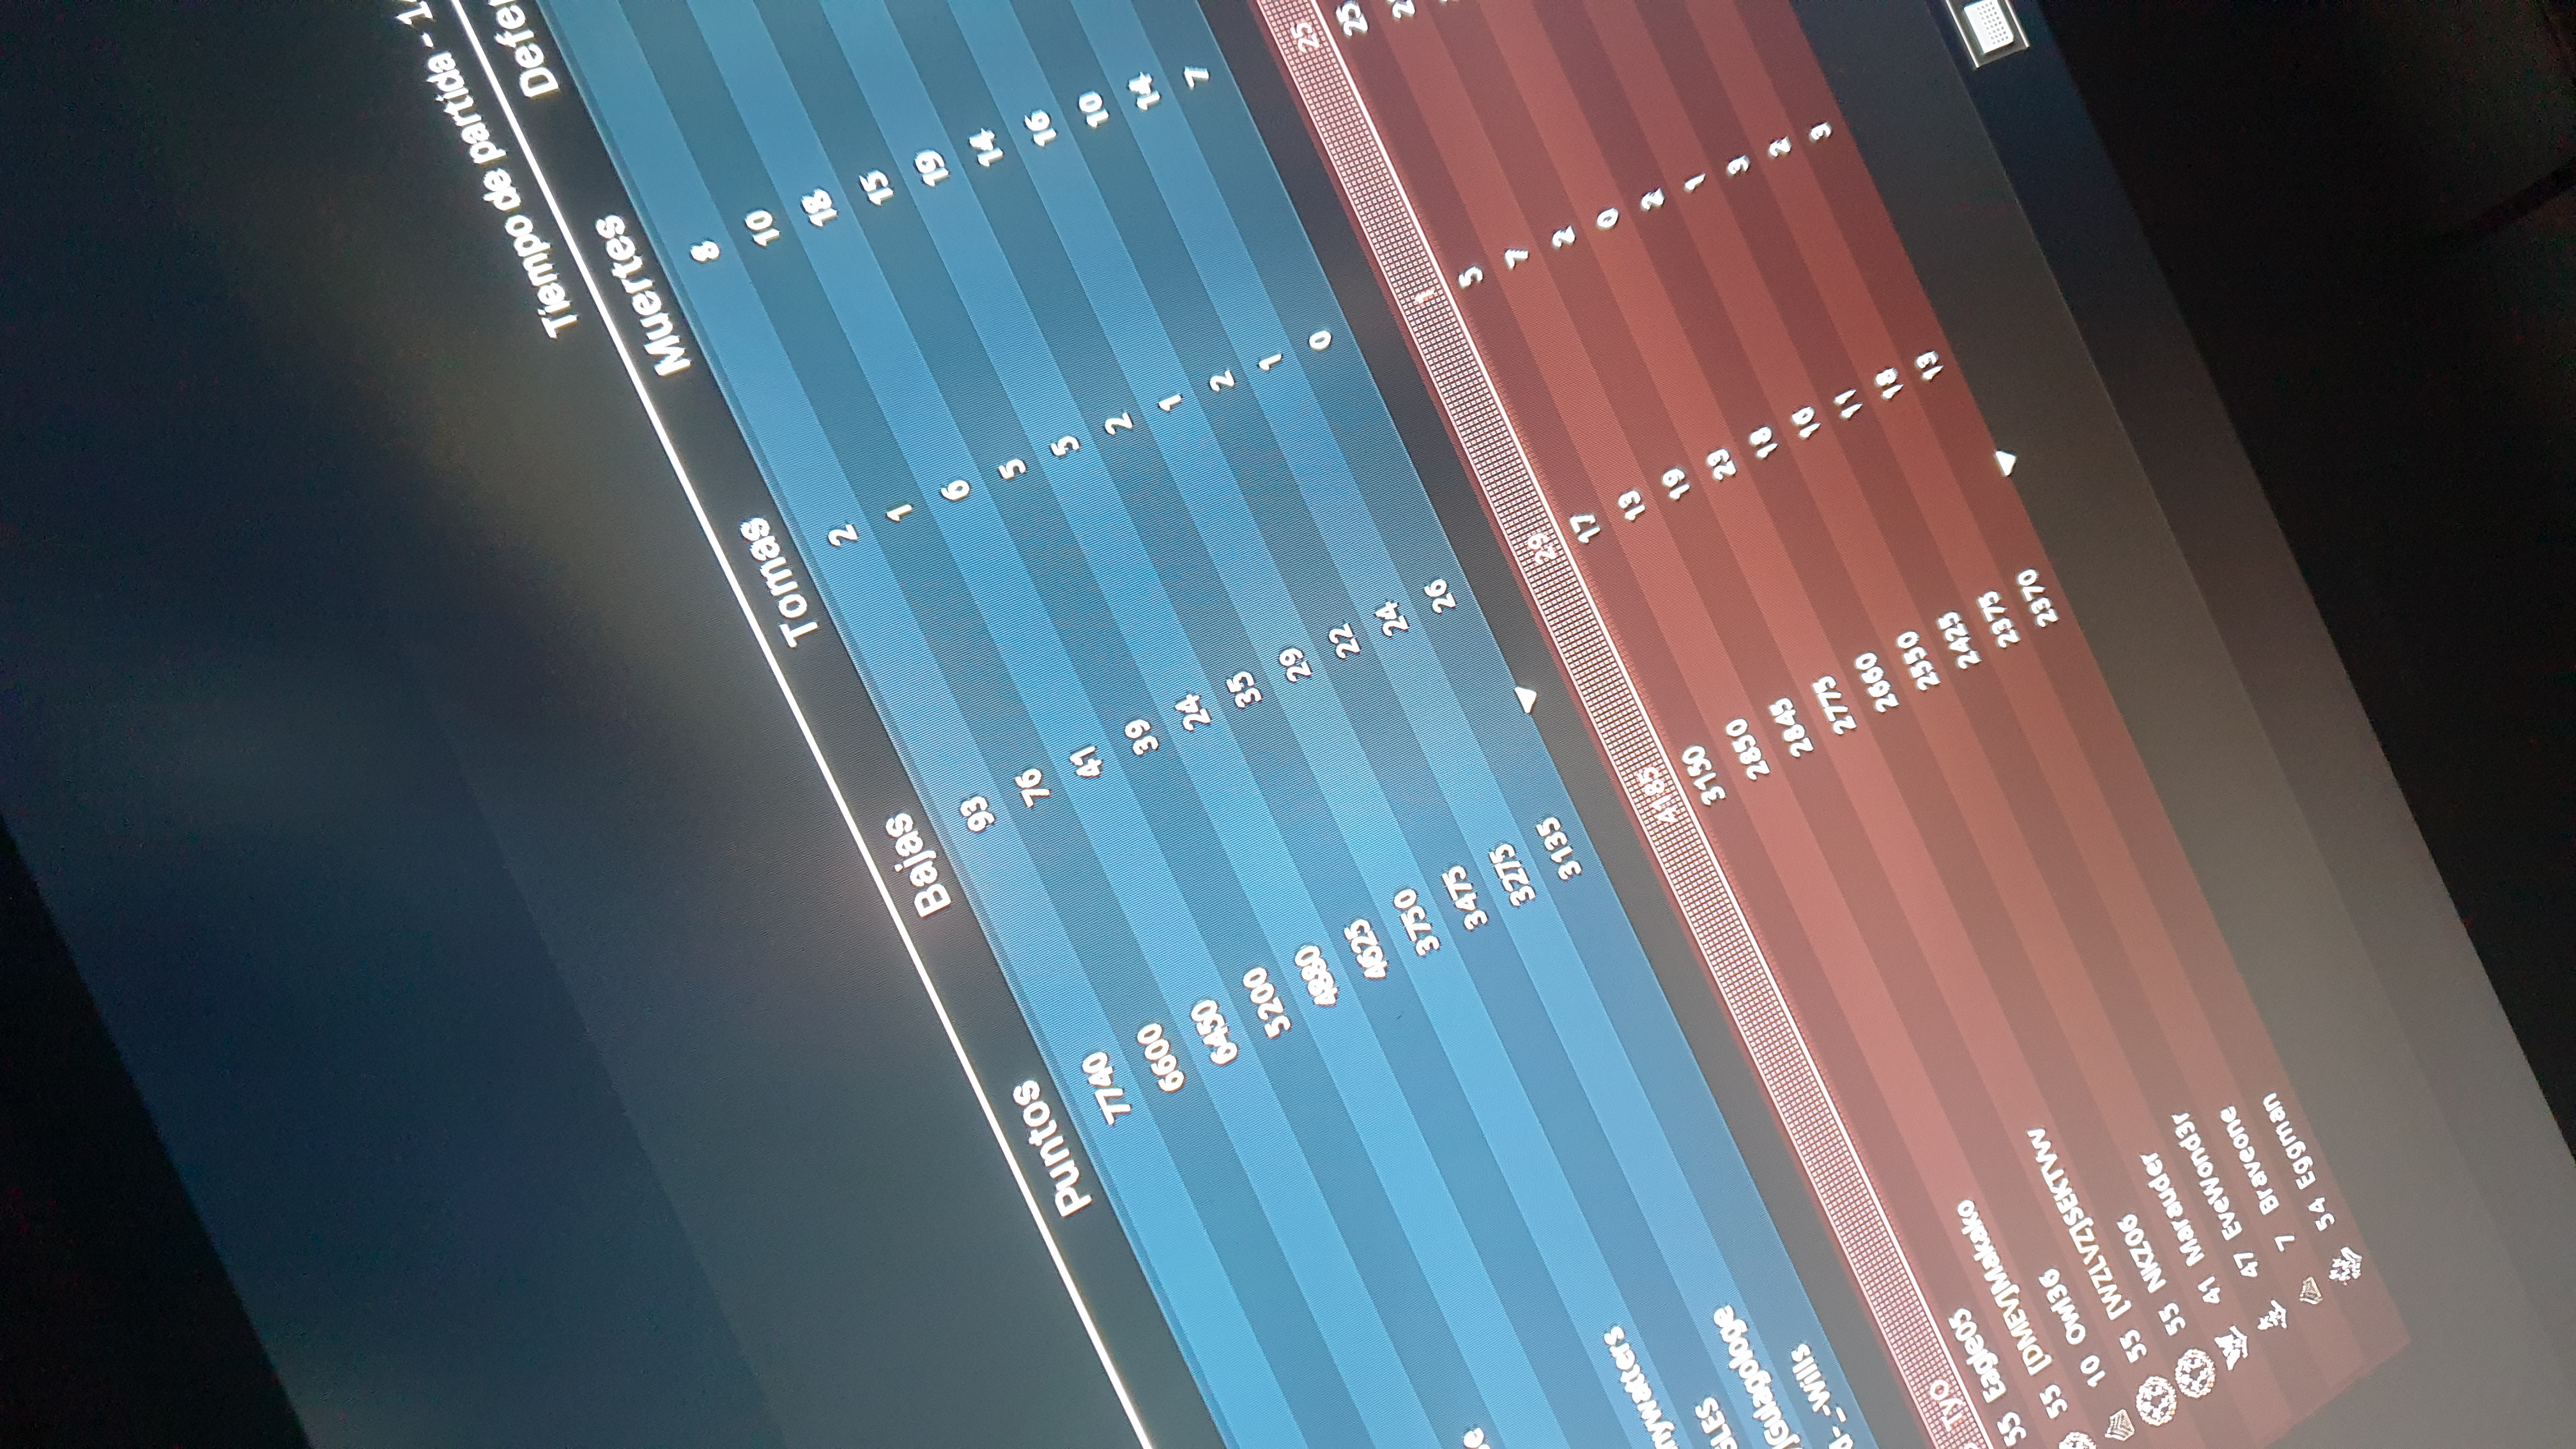 Tiempo de partida - 1
Puntos Bajas Tomas Muertes Defe
7740 93 2 8
6600 76 1 10
6450 41 6 18
se 5200 39 5 15
4880 24 5 19
4625 35 2 14
nywatters 3750 29 1 16
GLES 3475 22 2 10
]Gulagologe 3275 24 1 14
d-_-Wills 3135 26 0 7
Tyo 4185 29 1 25
55 Eagle05 3150 17 5 25
55 [DMEV]Makako 2850 13 7 2
10 Owl36 2845 19 2
55 [WZLVZ]SEKTVvv 2775 23 0
55 NKZ06 2660 18 2
41 Marauder 2550 16 1
47 EveWond3r 2425 11 3
7 Braveone 2375 18 2
54 Eggman 2370 13 3